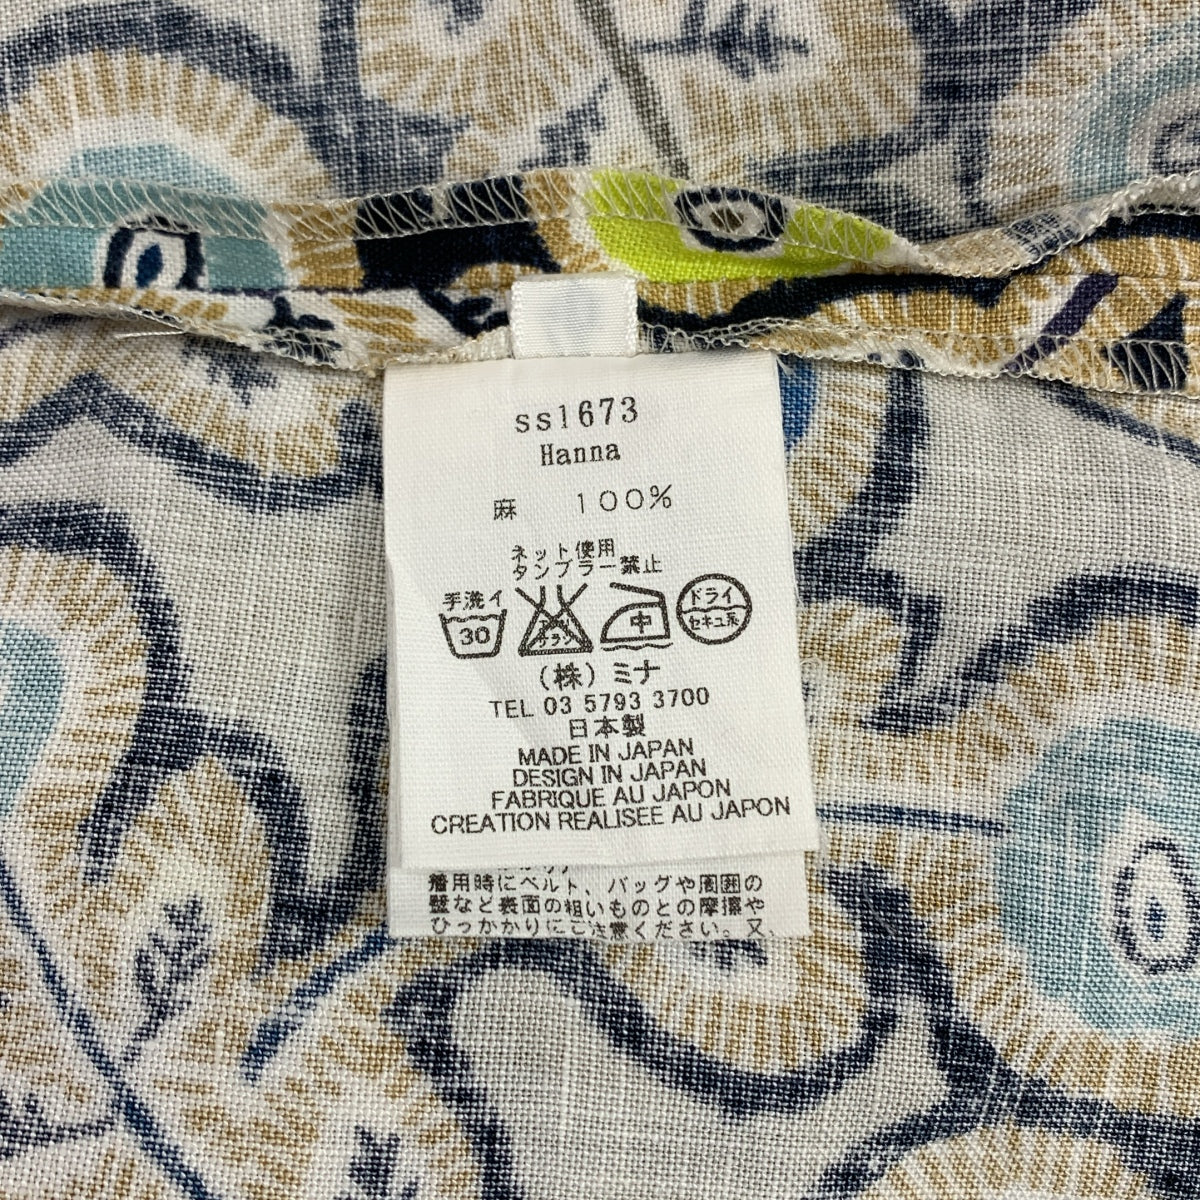 ss1673
Hanna
麻 100%
ネット使用
タンブラー禁止
手洗イ
30
中
ドライ
セキユ系
(株) ミナ
TEL 03 5793 3700
日本製
MADE IN JAPAN
DESIGN IN JAPAN
FABRIQUE AU JAPON
CREATION REALISEE AU JAPON
着用時にベルト、バッグや周囲の
壁など表面の粗いものとの摩擦や
ひっかかりにご注意ください。又、